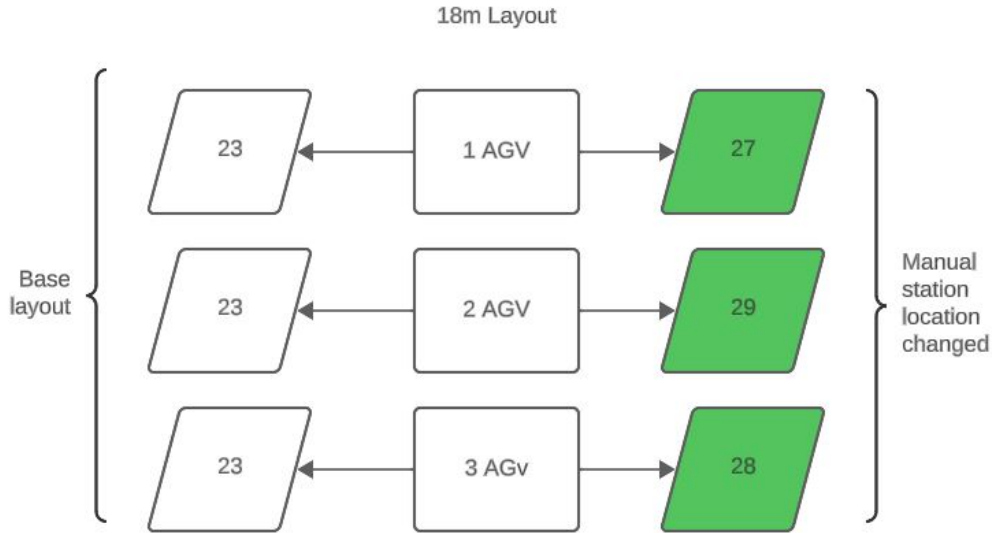 18m Layout
23
1 AGV
27
Base
layout
23
2 AGV
29
Manual
station
location
changed
23
3 AGv
28